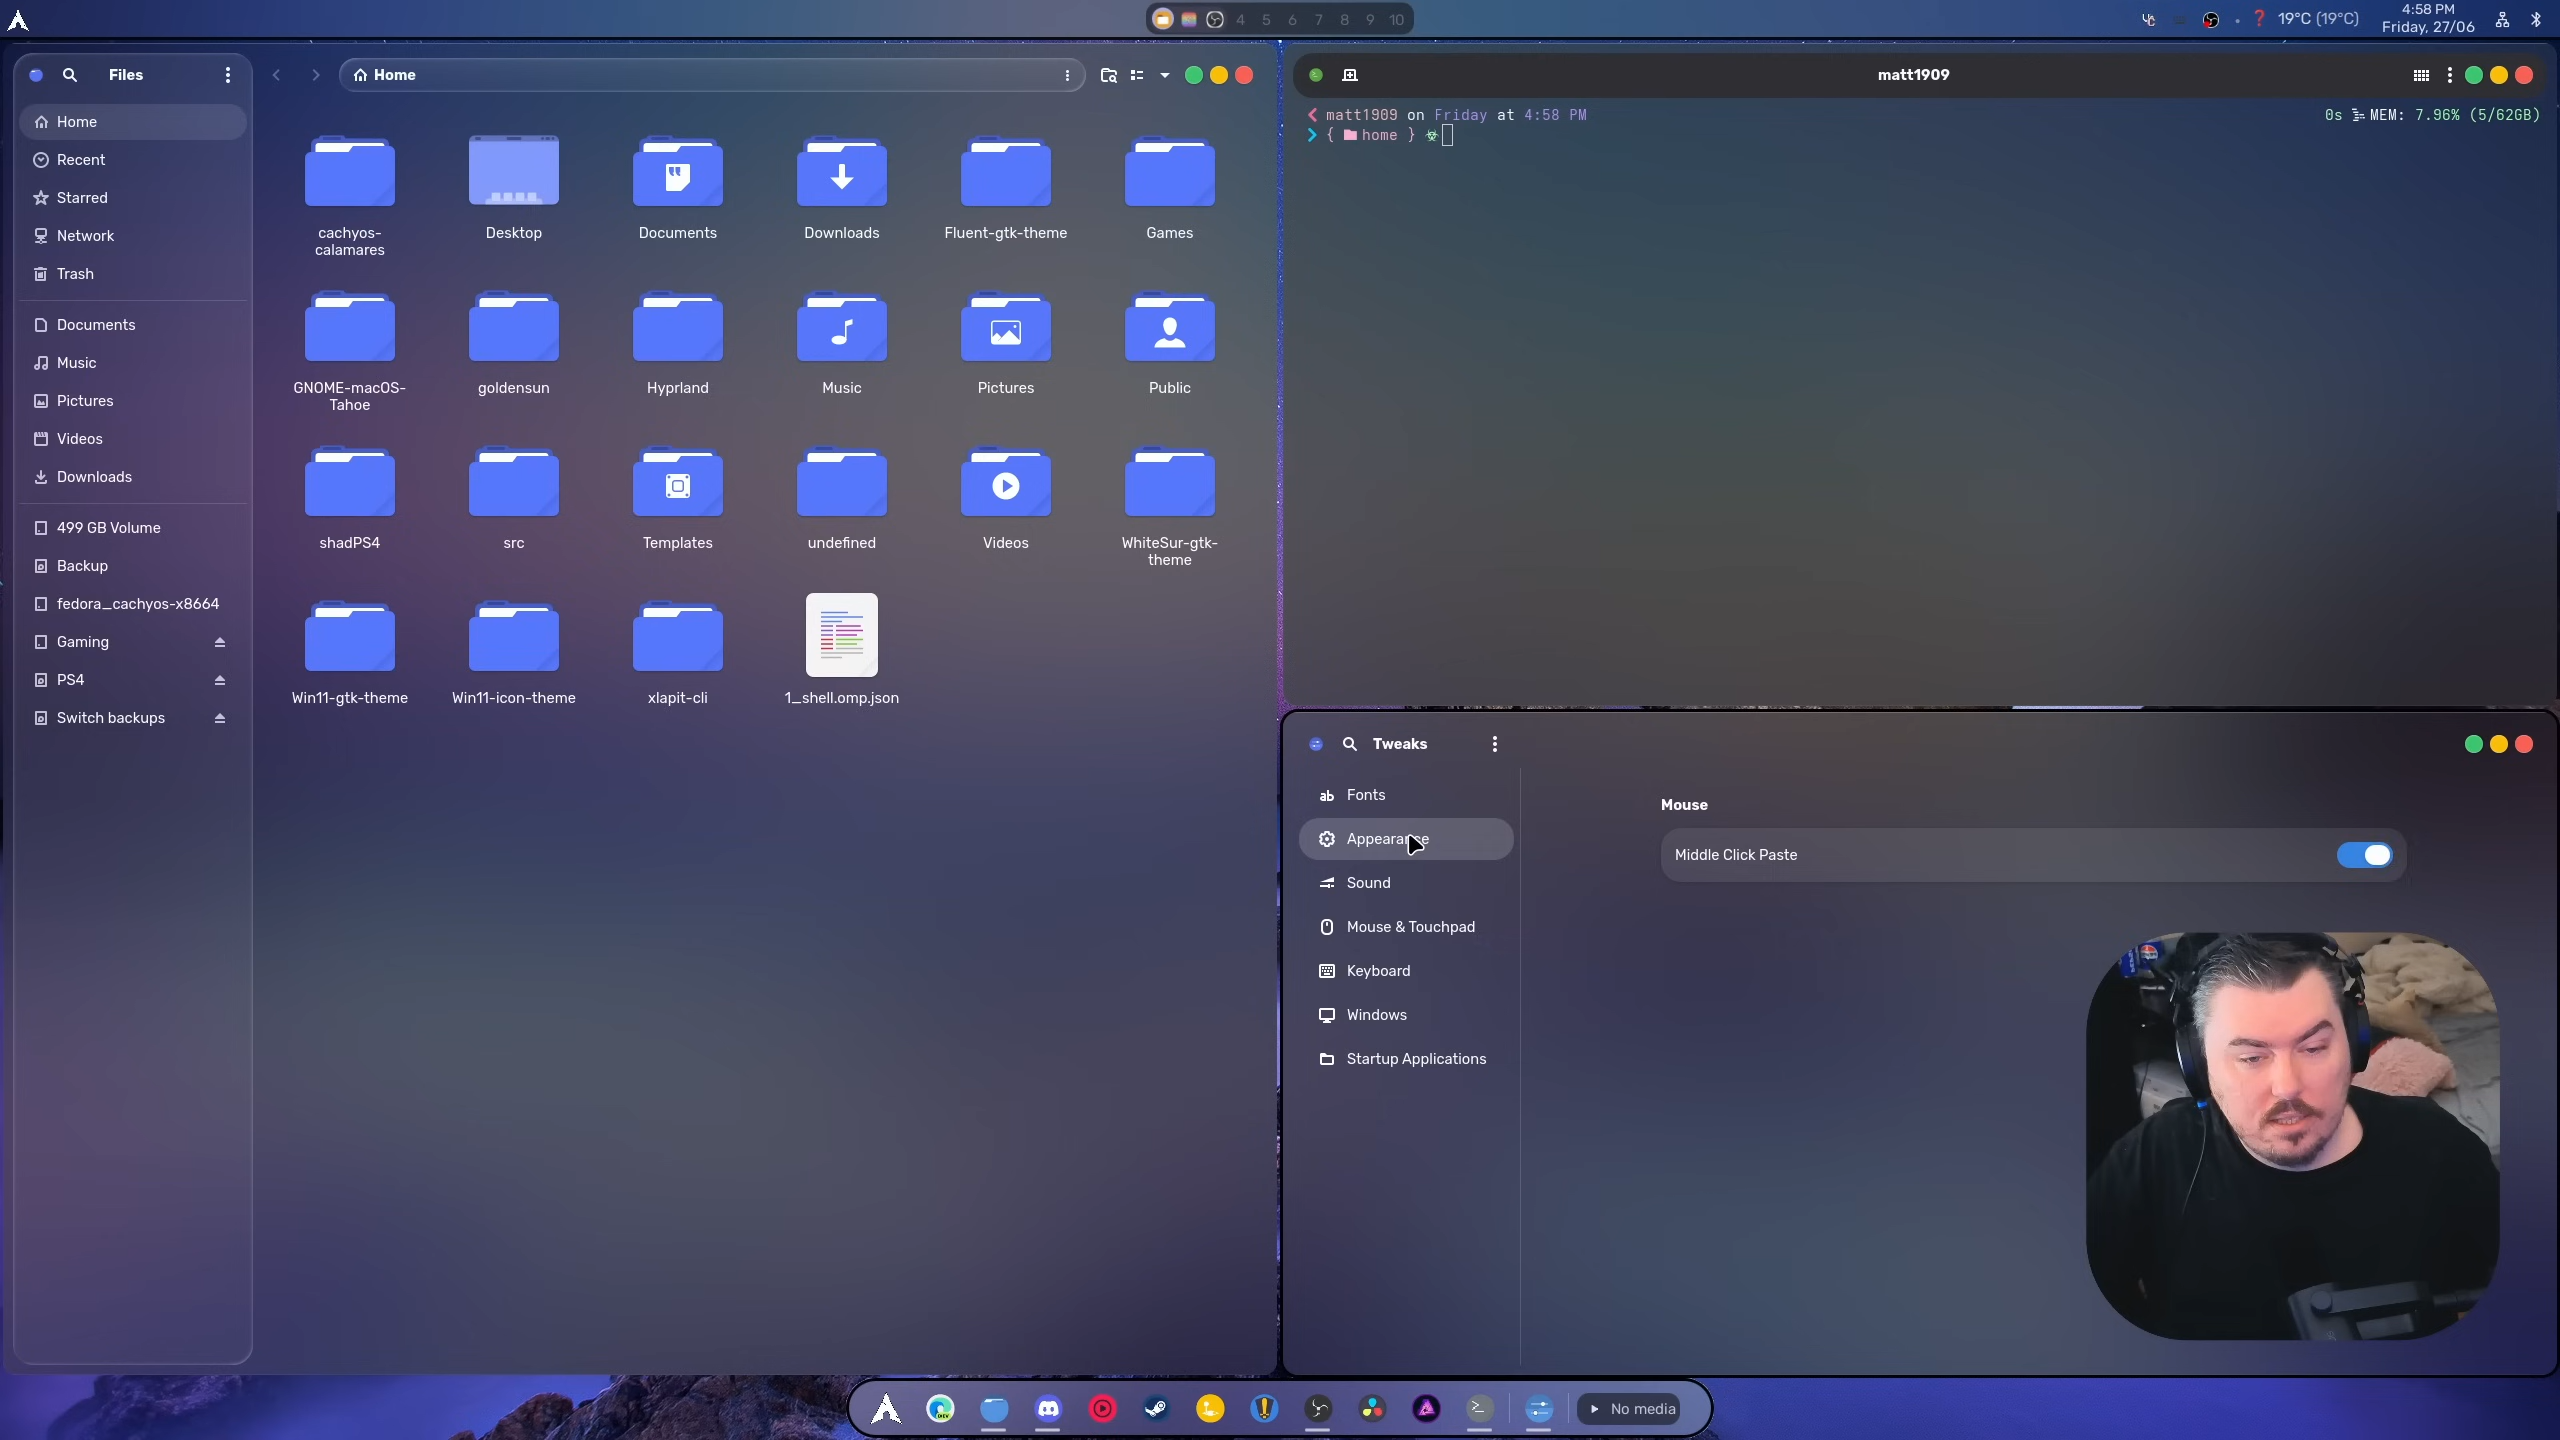 4 5 6 7 8 9 10
19°C (19°C)
4:58 PM
Friday, 27/06
Files
Home
Recent
Starred
Network
Trash
Documents
Music
Pictures
Videos
Downloads
499 GB Volume
Backup
fedora_cachyos-x8664
Gaming
PS4
Switch backups
Home
cachyos-
calamares
Desktop
Documents
Downloads
Fluent-gtk-theme
Games
GNOME-macOS-
Tahoe
goldensun
Hyprland
Music
Pictures
Public
shadPS4
src
Templates
undefined
Videos
WhiteSur-gtk-
theme
Win11-gtk-theme
Win11-icon-theme
xlapit-cli
1_shell.omp.json
matt1909
matt1909 on Friday at 4:58 PM
0s MEM: 7.96% (5/62GB)
{ home }
Tweaks
Fonts
Appearance
Sound
Mouse & Touchpad
Keyboard
Windows
Startup Applications
Mouse
Middle Click Paste
No media